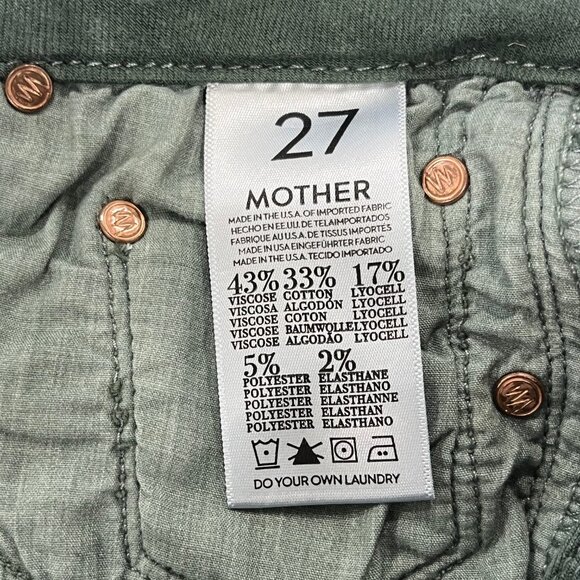 27
MOTHER
MADE IN THE U.S.A. OF IMPORTED FABRIC
HECHO EN EE.UU. DE TELAIMPORTADOS
FABRIQUE AU U.S.A. DE TISSUS IMPORTES
MADE IN USA EINGEFÜHRTER FABRIC
MADE IN THE U.S.A. TECIDO IMPORTADO
43% 33% 17%
VISCOSE COTTON LYOCELL
VISCOSA ALGODÓN LYOCELL
VISCOSE COTON LYOCELL
VISCOSE BAUMWOLLE LYOCELL
VISCOSE ALGODÃO LYOCELL
5% 2%
POLYESTER ELASTHANE
POLYESTER ELASTHANO
POLYESTER ELASTHANNE
POLYESTER ELASTHAN
POLYESTER ELASTHANO
DO YOUR OWN LAUNDRY